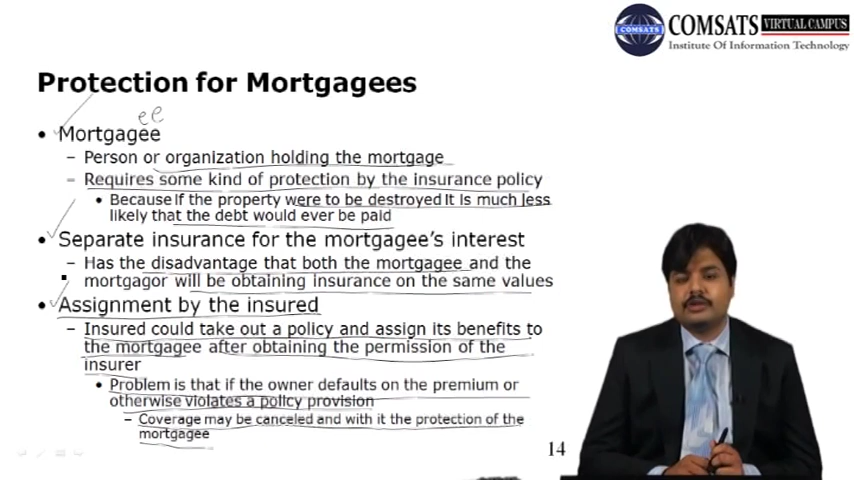 COMSATS VIRTUAL CAMPUS
COMSATS
Institute Of Information Technology
Protection for Mortgagees
ee
• Mortgagee
– Person or organization holding the mortgage
– Requires some kind of protection by the insurance policy
• Because if the property were to be destroyed it is much less
likely that the debt would ever be paid
• Separate insurance for the mortgagee's interest
– Has the disadvantage that both the mortgagee and the
mortgagor will be obtaining insurance on the same values
• Assignment by the insured
– Insured could take out a policy and assign its benefits to
the mortgagee after obtaining the permission of the
insurer
• Problem is that if the owner defaults on the premium or
otherwise violates a policy provision
– Coverage may be canceled and with it the protection of the
mortgagee
14